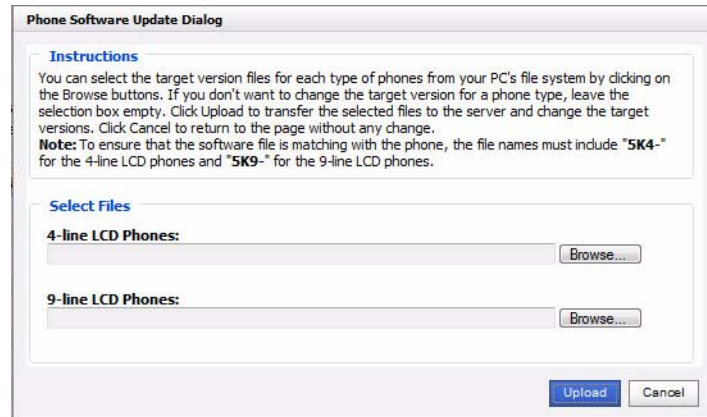 Phone Software Update Dialog
Instructions
You can select the target version files for each type of phones from your PC's file system by clicking on
the Browse buttons. If you don't want to change the target version for a phone type, leave the
selection box empty. Click Upload to transfer the selected files to the server and change the target
versions. Click Cancel to return to the page without any change.
Note: To ensure that the software file is matching with the phone, the file names must include "5K4-"
for the 4-line LCD phones and "5K9-" for the 9-line LCD phones.
Select Files
4-line LCD Phones:
Browse...
9-line LCD Phones:
Browse...
Upload Cancel